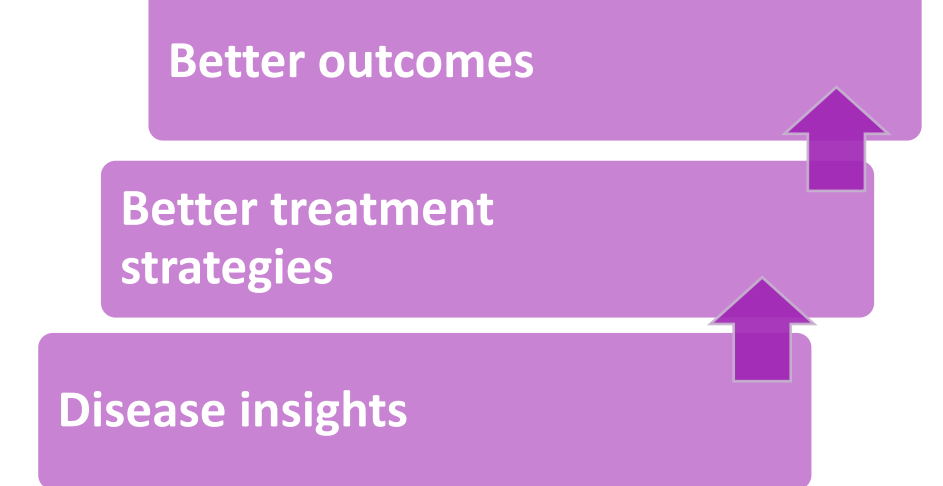 Better outcomes
Better treatment
strategies
Disease insights